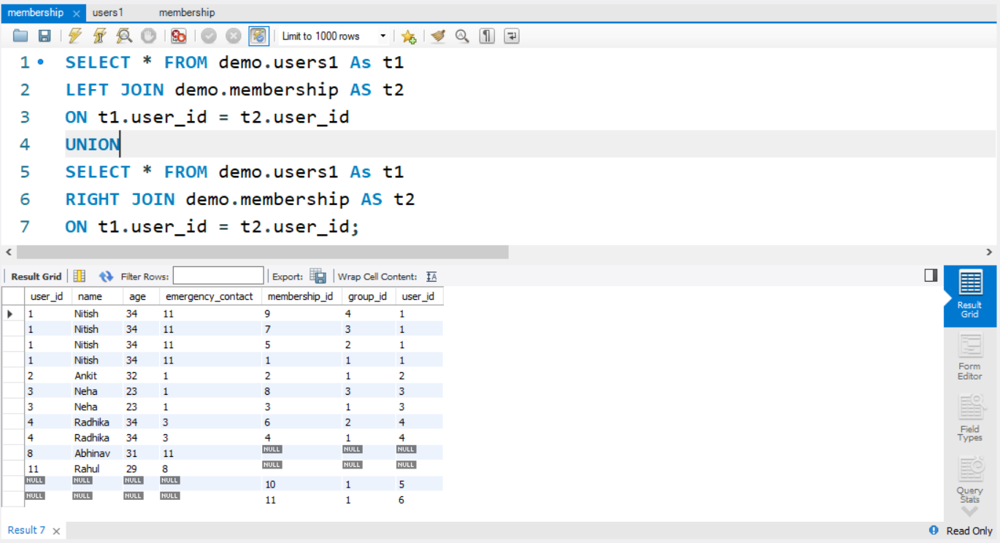 membership × users1 membership
Limit to 1000 rows
1 SELECT * FROM demo.users1 As t1
2 LEFT JOIN demo.membership AS t2
3 ON t1.user_id = t2.user_id
4 UNION
5 SELECT * FROM demo.users1 As t1
6 RIGHT JOIN demo.membership AS t2
7 ON t1.user_id = t2.user_id;
Result Grid Filter Rows: Export: Wrap Cell Content:
user_id name age emergency_contact membership_id group_id user_id
1 Nitish 34 11 9 4 1
1 Nitish 34 11 7 3 1
1 Nitish 34 11 5 2 1
1 Nitish 34 11 1 1 1
2 Ankit 32 1 2 1 2
3 Neha 23 1 8 3 3
3 Neha 23 1 3 1 3
4 Radhika 34 3 6 2 4
4 Radhika 34 3 4 1 4
8 Abhinav 31 11 NULL NULL NULL
11 Rahul 29 8 NULL NULL NULL
NULL NULL NULL NULL 10 1 5
NULL NULL NULL NULL 11 1 6
Result
Grid
Form
Editor
Field
Types
Query
Stats
Result 7 × Read Only